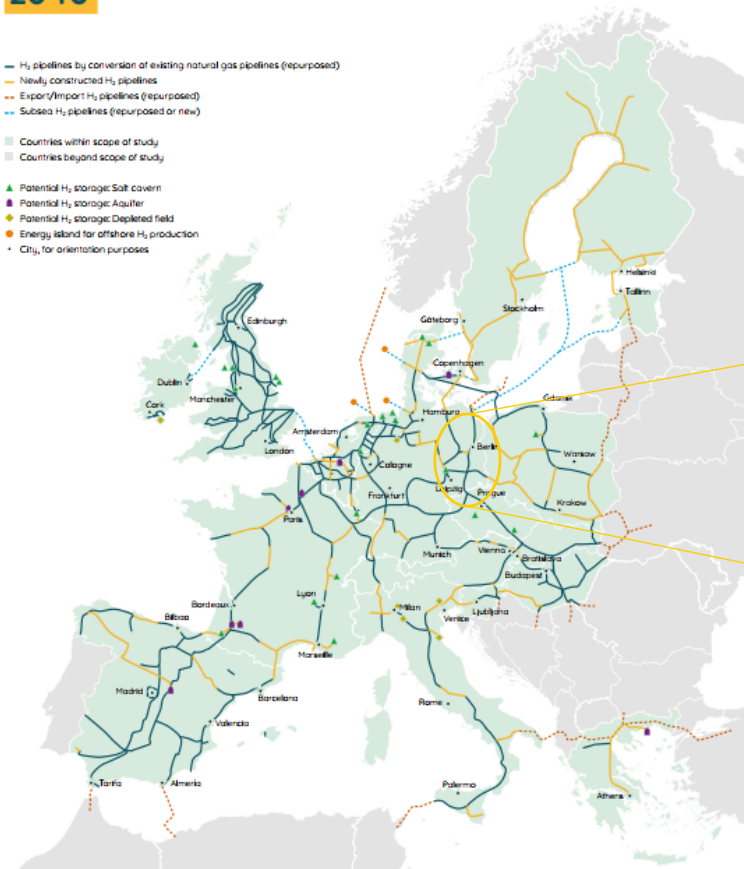 H₂ pipelines by conversion of existing natural gas pipelines (repurposed)
Newly constructed H₂ pipelines
Export/Import H₂ pipelines (repurposed)
Subsea H₂ pipelines (repurposed or new)
Countries within scope of study
Countries beyond scope of study
Potential H₂ storage: Salt cavern
Potential H₂ storage: Aquifer
Potential H₂ storage: Depleted field
Energy island for offshore H₂ production
City, for orientation purposes
Helsinki
Tallinn
Stockholm
Göteborg
Edinburgh
Copenhagen
Dublin
Manchester
Cork
Gdansk
Hamburg
Amsterdam
Berlin
London
Warsaw
Cologne
Leipzig
Frankfurt
Prague
Krakow
Paris
Munich
Vienna
Bratislava
Budapest
Lyon
Bordeaux
Milan
Ljubljana
Venice
Bilbao
Marseille
Madrid
Barcelona
Rome
Valencia
Tarifa
Almeria
Palermo
Athens